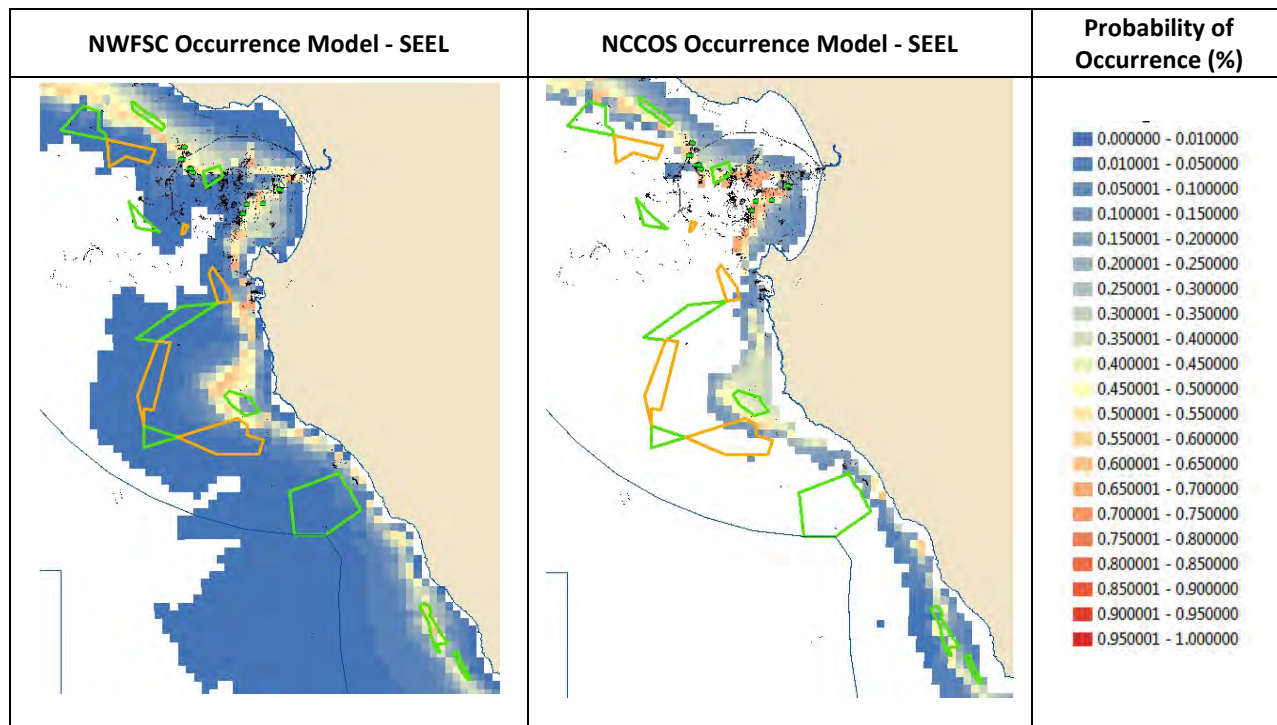 NWFSC Occurrence Model - SEEL
NCCOS Occurrence Model - SEEL
Probability of
Occurrence (%)
0.000000 - 0.010000
0.010001 - 0.050000
0.050001 - 0.100000
0.100001 - 0.150000
0.150001 - 0.200000
0.200001 - 0.250000
0.250001 - 0.300000
0.300001 - 0.350000
0.350001 - 0.400000
0.400001 - 0.450000
0.450001 - 0.500000
0.500001 - 0.550000
0.550001 - 0.600000
0.600001 - 0.650000
0.650001 - 0.700000
0.700001 - 0.750000
0.750001 - 0.800000
0.800001 - 0.850000
0.850001 - 0.900000
0.900001 - 0.950000
0.950001 - 1.000000